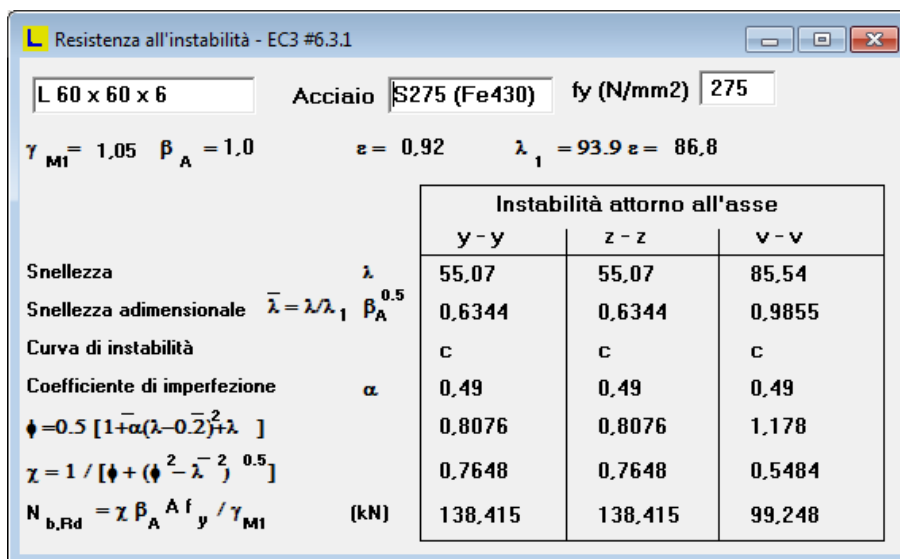 L Resistenza all'instabilità - EC3 #6.3.1
L 60 x 60 x 6 Acciaio S275 (Fe430) fy (N/mm2) 275
γ M1 = 1,05 β A = 1,0 ε = 0,92 λ 1 = 93.9 ε = 86,8
Instabilità attorno all'asse
y - y z - z v - v
Snellezza λ 55,07 55,07 85,54
Snellezza adimensionale λ̅ = λ/λ 1 β A 0.5 0,6344 0,6344 0,9855
Curva di instabilità c c c
Coefficiente di imperfezione α 0,49 0,49 0,49
ϕ=0.5 [1+α(λ̅−0.2)+λ̅ 2 ] 0,8076 0,8076 1,178
χ = 1 / [ϕ + (ϕ 2 − λ̅ 2 ) 0.5 ] 0,7648 0,7648 0,5484
N b,Rd = χ β A A f y / γ M1 (kN) 138,415 138,415 99,248